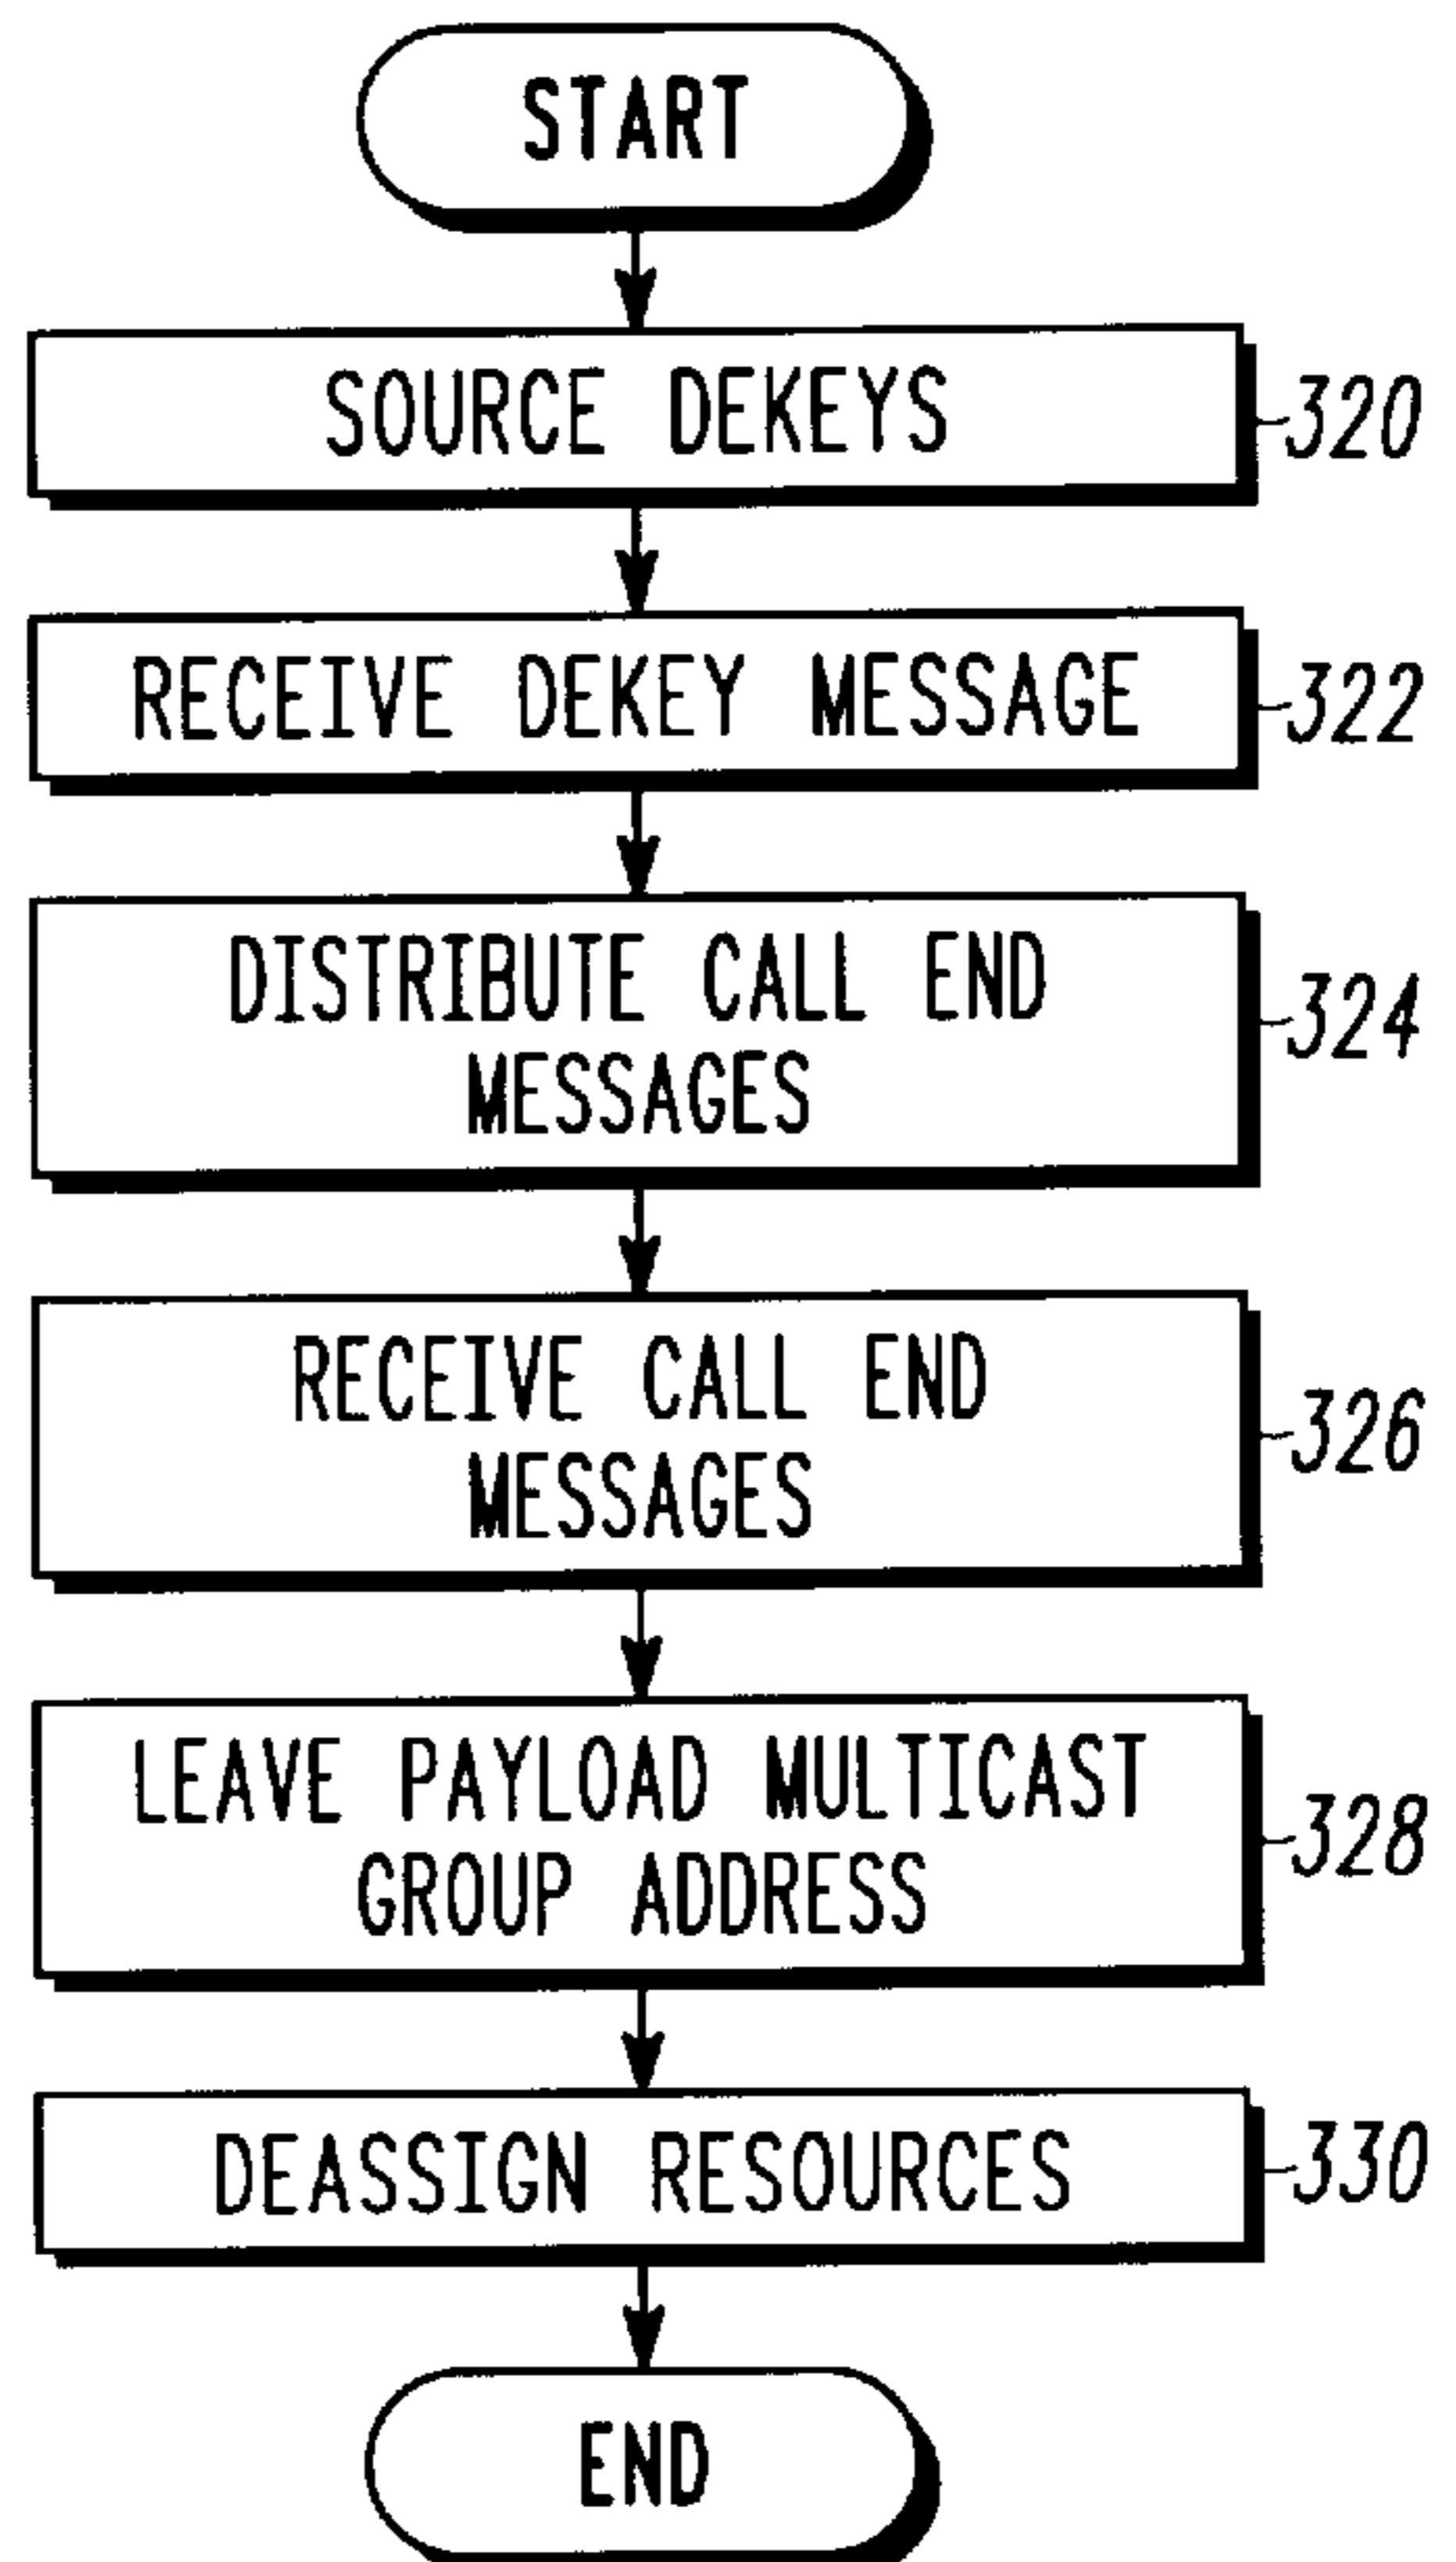 START
SOURCE DEKEYS
320
RECEIVE DEKEY MESSAGE
322
DISTRIBUTE CALL END
MESSAGES
324
RECEIVE CALL END
MESSAGES
326
LEAVE PAYLOAD MULTICAST
GROUP ADDRESS
328
DEASSIGN RESOURCES
330
END